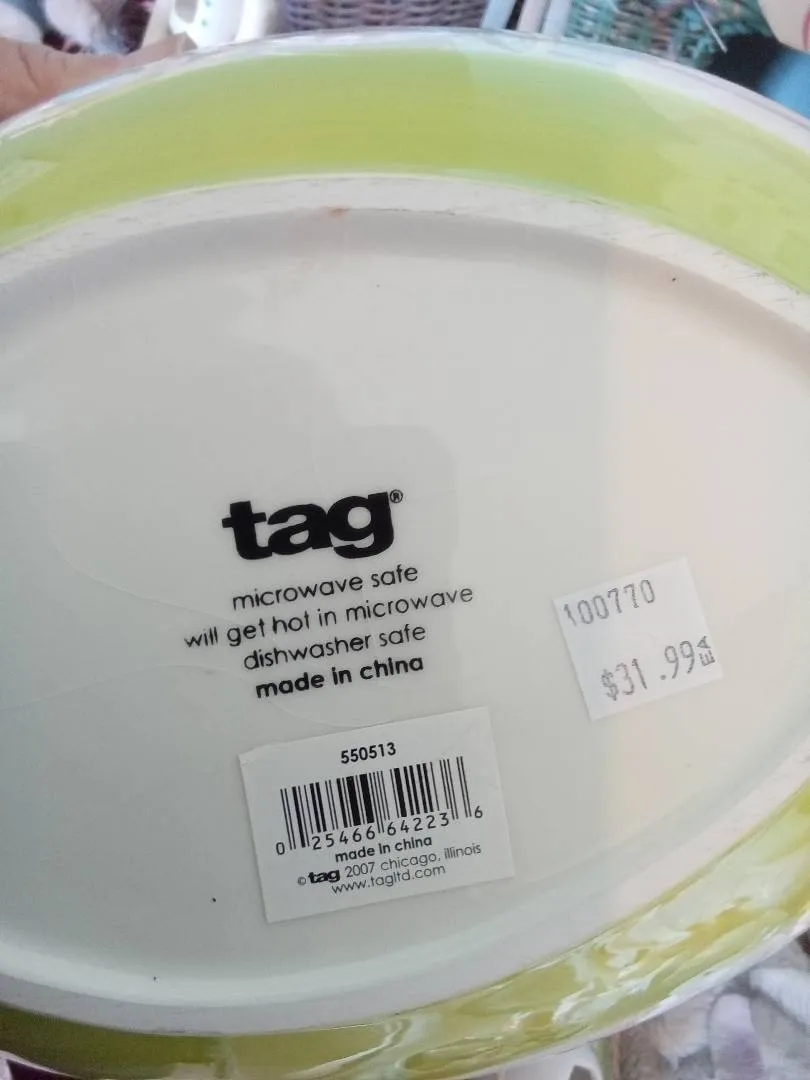 tag®
microwave safe
will get hot in microwave
dishwasher safe
made in china
100770
$31.99 EA
550513
0 25466 64223 6
made in china
© tag 2007 chicago, illinois
www.tagltd.com